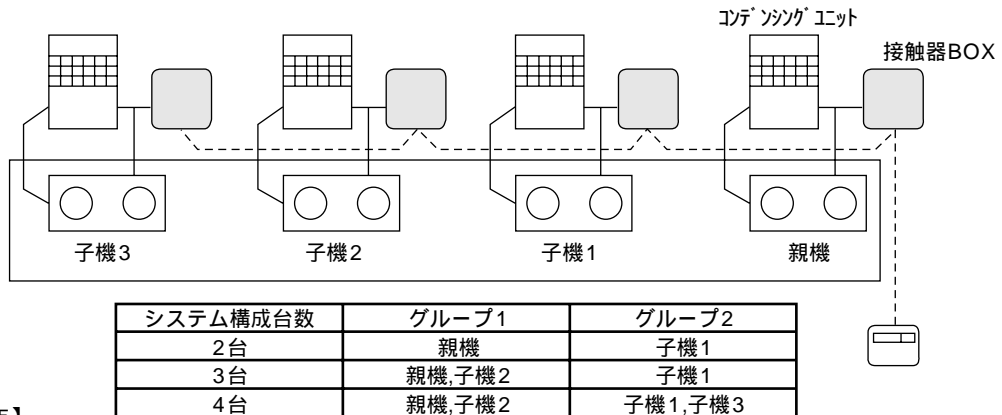 コンデンシングユニット
接触器BOX
子機3
子機2
子機1
親機
システム構成台数 グループ1 グループ2
2台 親機 子機1
3台 親機,子機2 子機1
4台 親機,子機2 子機1,子機3